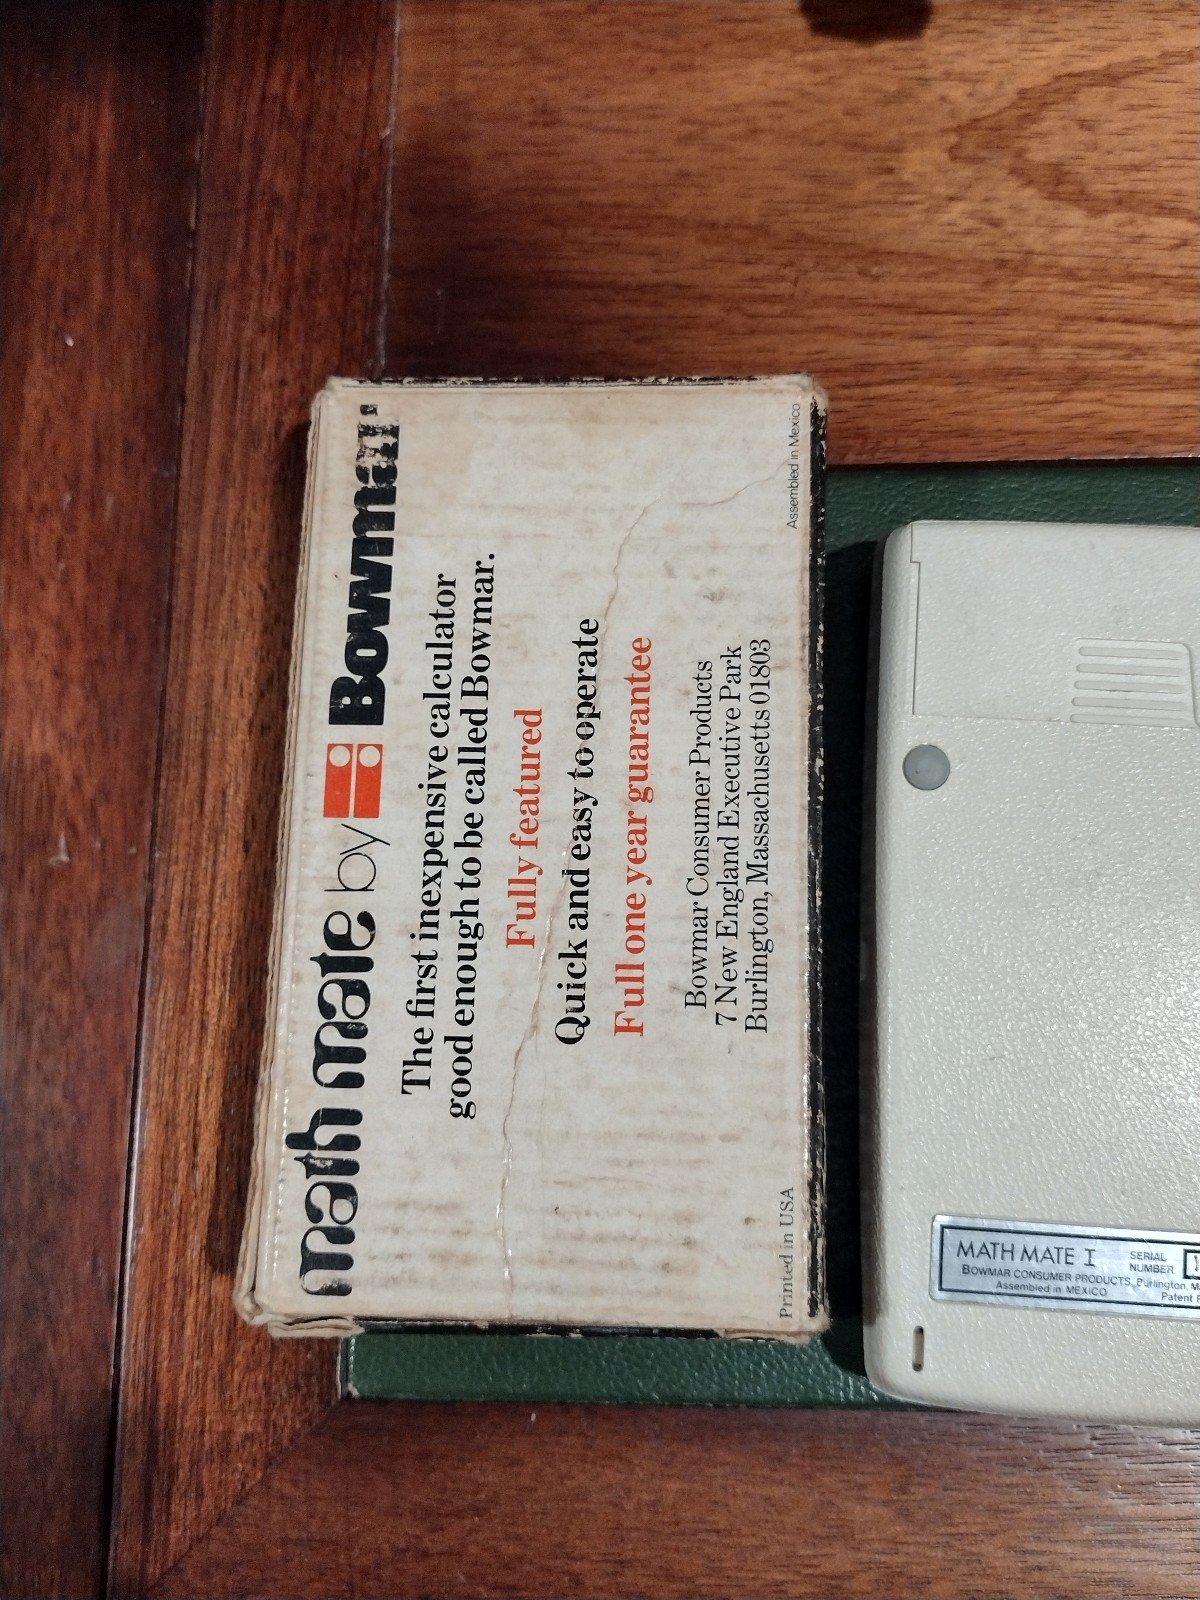 math mate by Bowmar
The first inexpensive calculator
good enough to be called Bowmar.
Fully featured
Quick and easy to operate
Full one year guarantee
Bowmar Consumer Products
7 New England Executive Park
Burlington, Massachusetts 01803
Printed in USA
Assembled in Mexico
MATH MATE I
SERIAL
NUMBER
BOWMAR CONSUMER PRODUCTS, Burlington,
Assembled in MEXICO
Patent